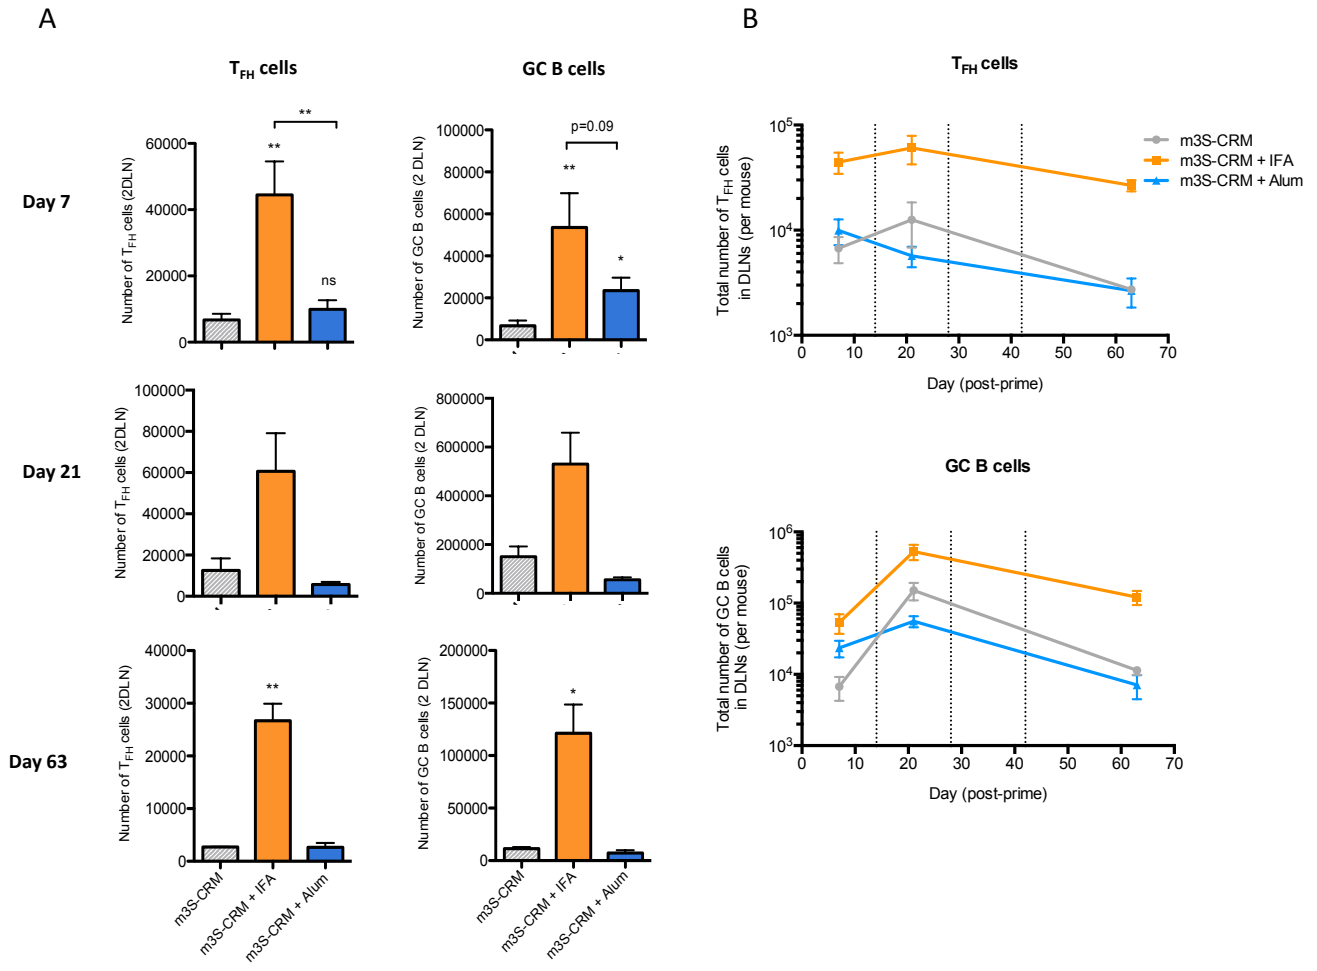 A
B
T_FH cells
GC B cells
Day 7
Number of T_FH cells (2DLN)
60000
40000
20000
0
**
**
ns
Number of GC B cells (2 DLN)
100000
80000
60000
40000
20000
0
p=0.09
**
*
Day 21
Number of T_FH cells (2DLN)
100000
80000
60000
40000
20000
0
Number of GC B cells (2 DLN)
800000
600000
400000
200000
0
Day 63
Number of T_FH cells (2DLN)
40000
30000
20000
10000
0
**
m3S-CRM
m3S-CRM + IFA
m3S-CRM + Alum
Number of GC B cells (2 DLN)
200000
150000
100000
50000
0
*
m3S-CRM
m3S-CRM + IFA
m3S-CRM + Alum
T_FH cells
Total number of T_FH cells
in DLNs (per mouse)
10^5
10^4
10^3
0 10 20 30 40 50 60 70
Day (post-prime)
m3S-CRM
m3S-CRM + IFA
m3S-CRM + Alum
GC B cells
Total number of GC B cells
in DLNs (per mouse)
10^6
10^5
10^4
10^3
0 10 20 30 40 50 60 70
Day (post-prime)